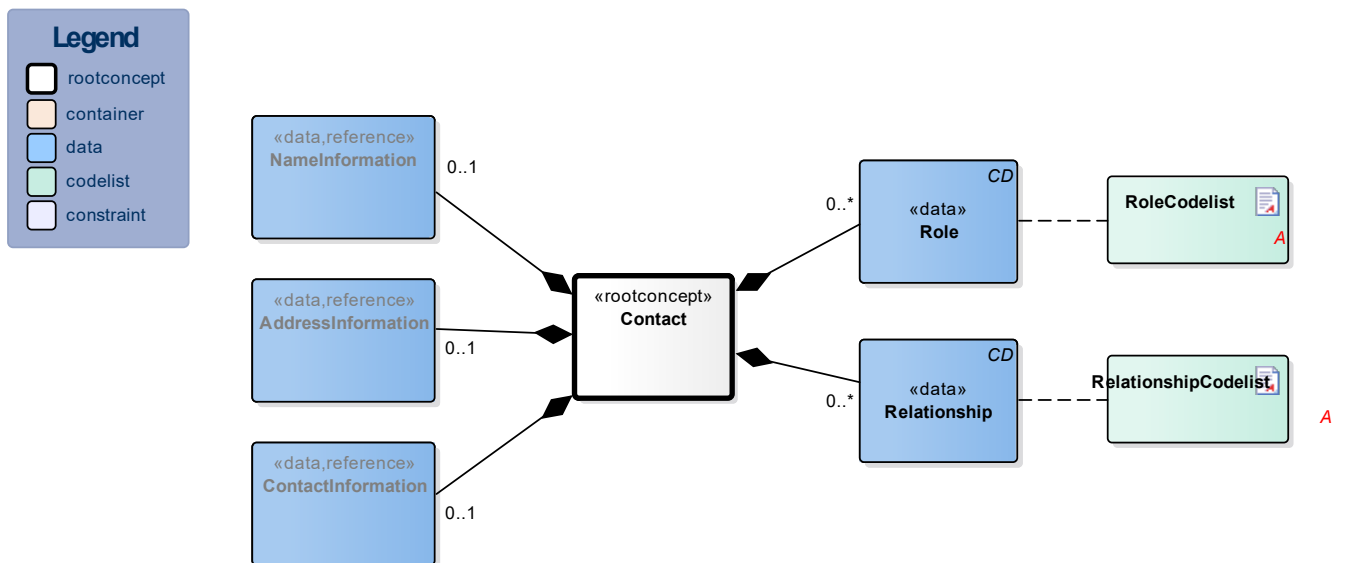 Legend
rootconcept
container
data
codelist
constraint
«data,reference»
NameInformation
0..1
«data,reference»
AddressInformation
0..1
«data,reference»
ContactInformation
0..1
«rootconcept»
Contact
CD
«data»
Role
0..*
RoleCodelist
A
CD
«data»
Relationship
0..*
RelationshipCodelist
A